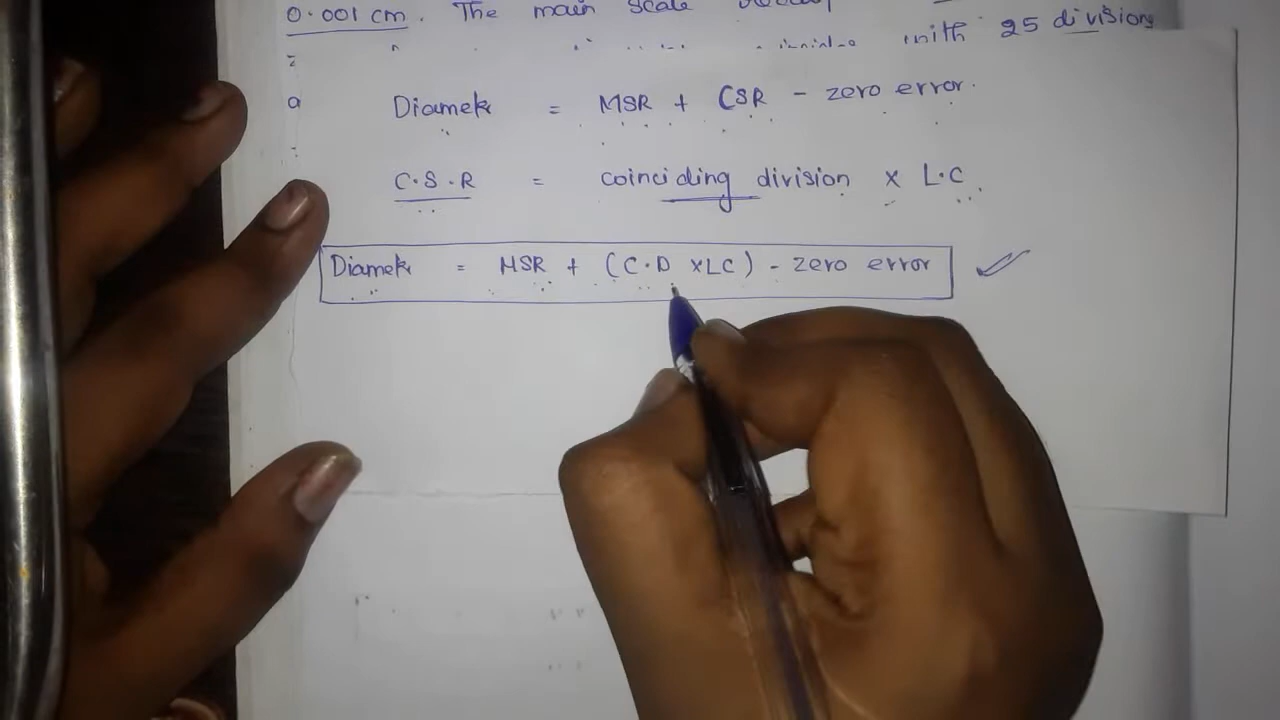 0.001 cm. The main scale
with 25 divisions
a
Diameter = MSR + CSR - zero error.
C.S.R = coinciding division x L.C.
Diameter = MSR + (C.D x LC) - zero error